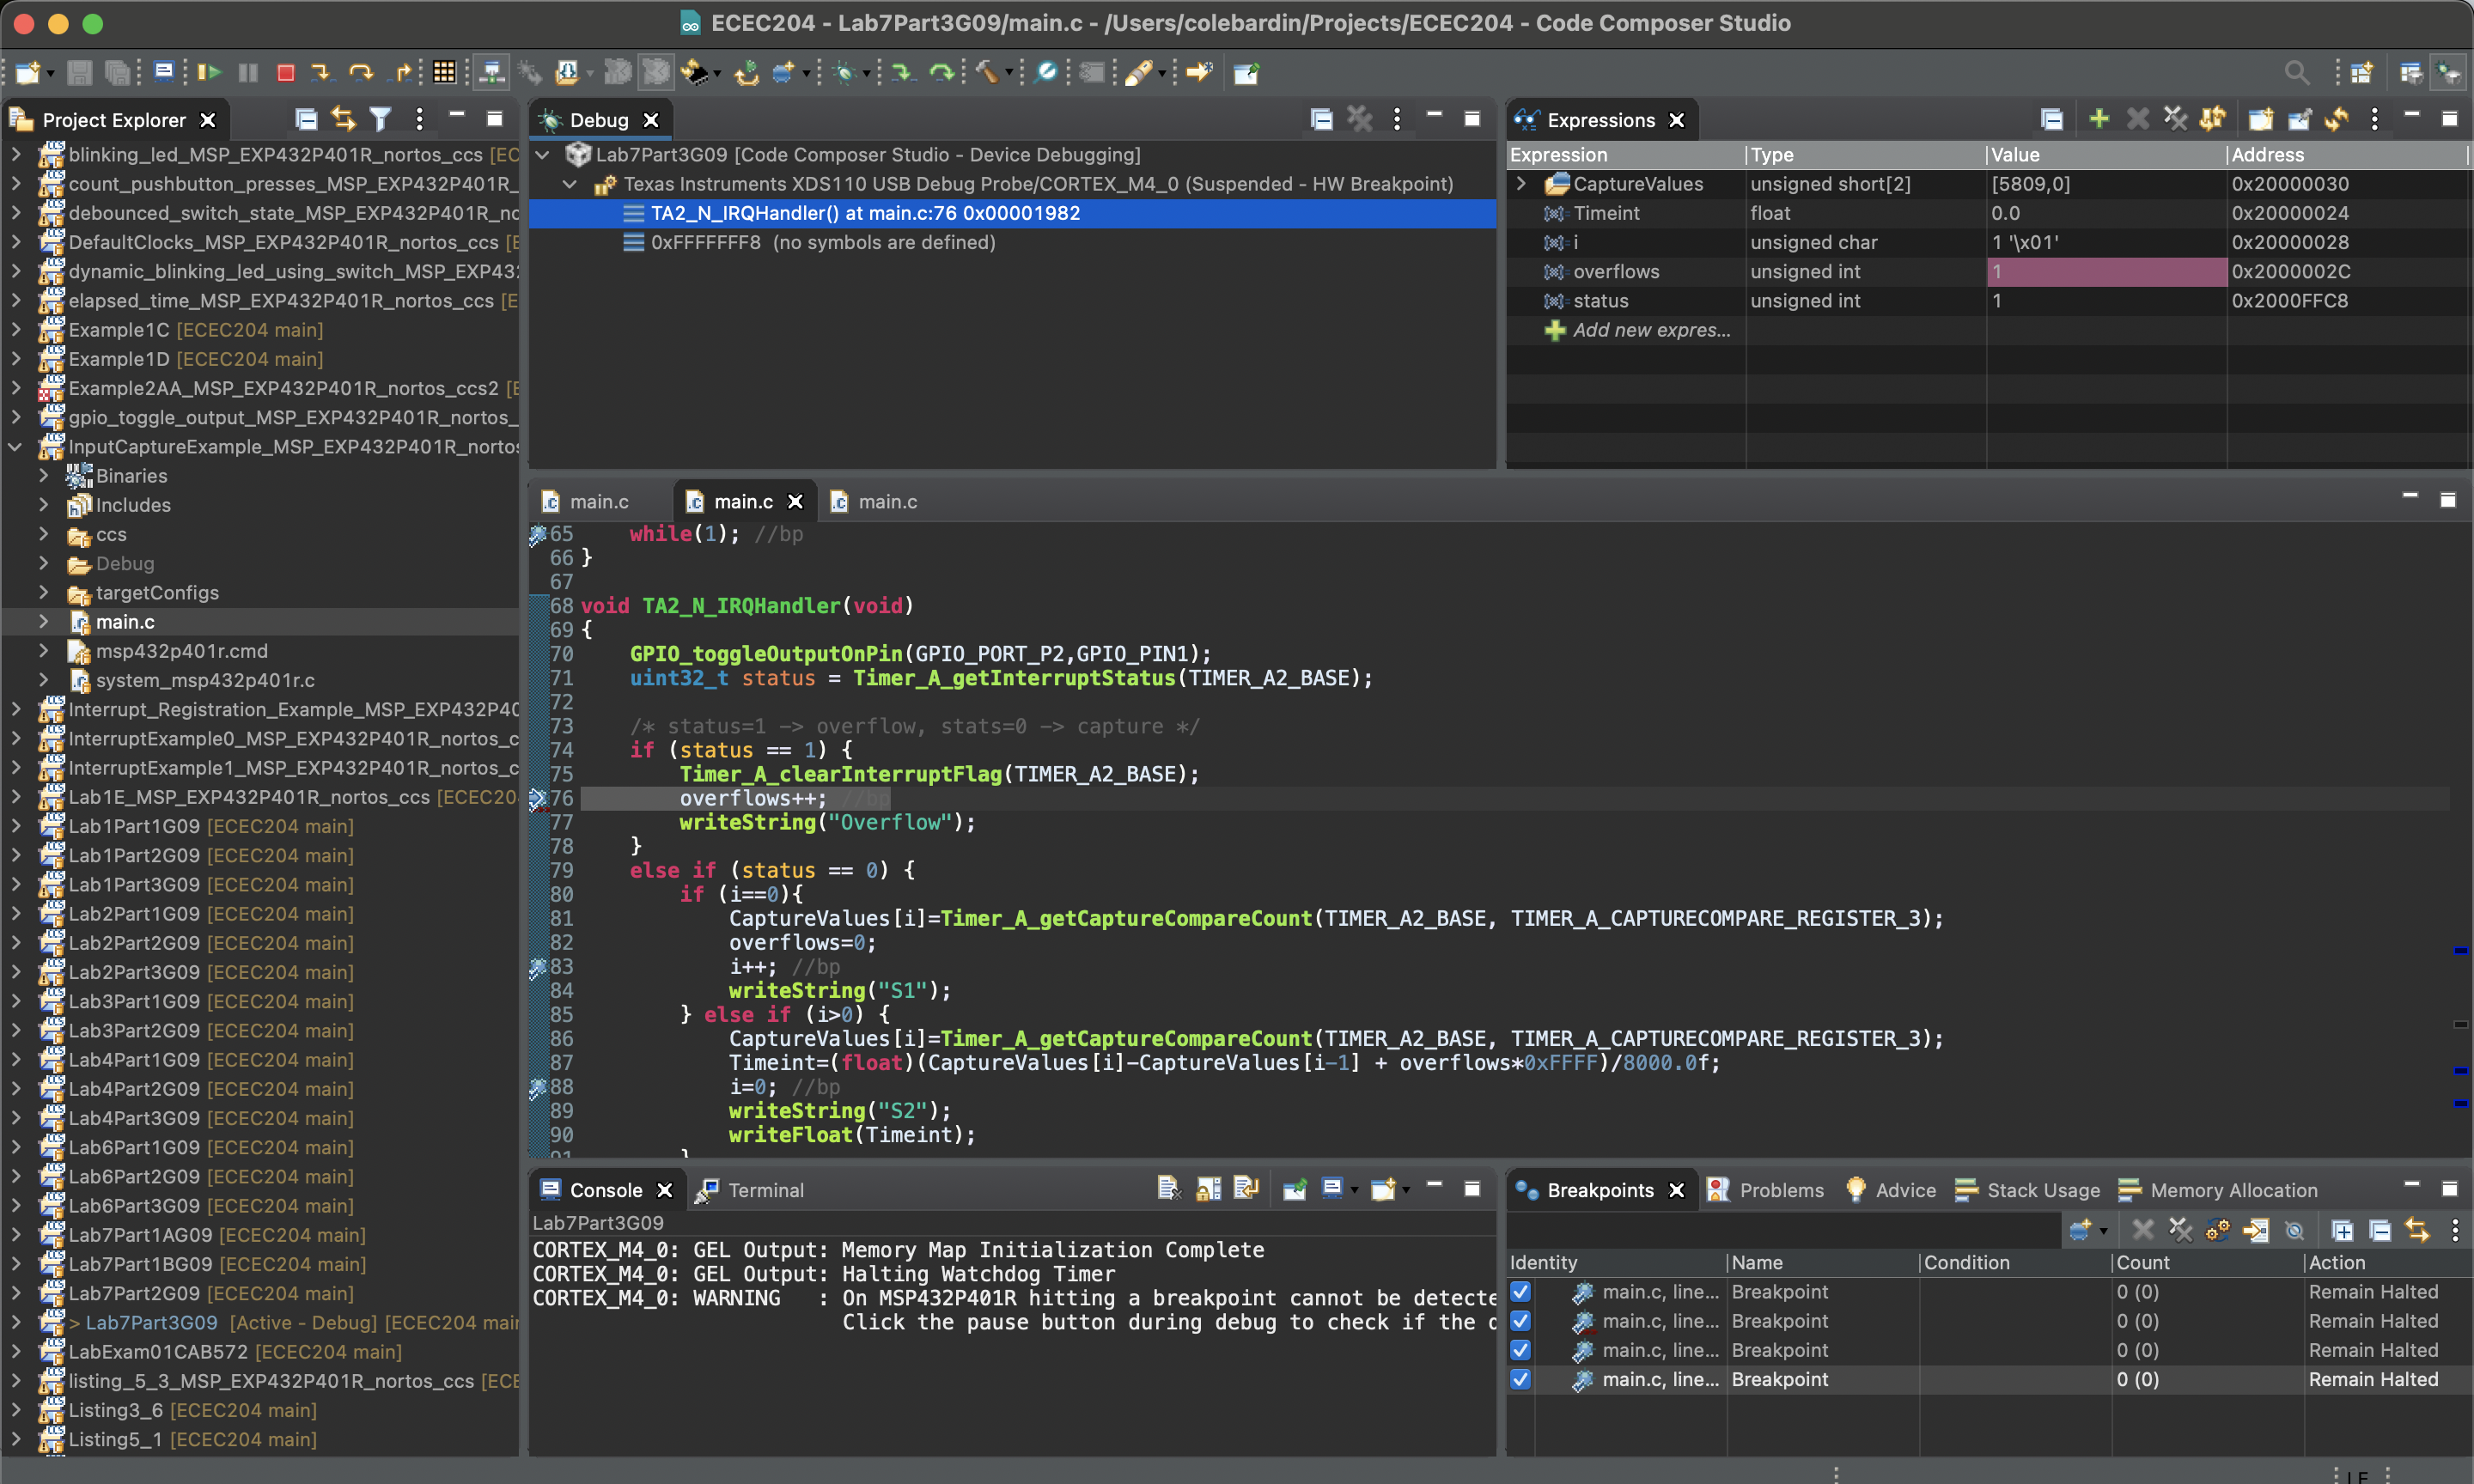 ECEC204 - Lab7Part3G09/main.c - /Users/colebardin/Projects/ECEC204 - Code Composer Studio
Project Explorer
blinking_led_MSP_EXP432P401R_nortos_ccs [EC
count_pushbutton_presses_MSP_EXP432P401R_
debounced_switch_state_MSP_EXP432P401R_no
DefaultClocks_MSP_EXP432P401R_nortos_ccs [E
dynamic_blinking_led_using_switch_MSP_EXP432
elapsed_time_MSP_EXP432P401R_nortos_ccs [E
Example1C [ECEC204 main]
Example1D [ECEC204 main]
Example2AA_MSP_EXP432P401R_nortos_ccs2 [E
gpio_toggle_output_MSP_EXP432P401R_nortos_
InputCaptureExample_MSP_EXP432P401R_nortos
Binaries
Includes
ccs
Debug
targetConfigs
main.c
msp432p401r.cmd
system_msp432p401r.c
Interrupt_Registration_Example_MSP_EXP432P40
InterruptExample0_MSP_EXP432P401R_nortos_c
InterruptExample1_MSP_EXP432P401R_nortos_c
Lab1E_MSP_EXP432P401R_nortos_ccs [ECEC20
Lab1Part1G09 [ECEC204 main]
Lab1Part2G09 [ECEC204 main]
Lab1Part3G09 [ECEC204 main]
Lab2Part1G09 [ECEC204 main]
Lab2Part2G09 [ECEC204 main]
Lab2Part3G09 [ECEC204 main]
Lab3Part1G09 [ECEC204 main]
Lab3Part2G09 [ECEC204 main]
Lab4Part1G09 [ECEC204 main]
Lab4Part2G09 [ECEC204 main]
Lab4Part3G09 [ECEC204 main]
Lab6Part1G09 [ECEC204 main]
Lab6Part2G09 [ECEC204 main]
Lab6Part3G09 [ECEC204 main]
Lab7Part1AG09 [ECEC204 main]
Lab7Part1BG09 [ECEC204 main]
Lab7Part2G09 [ECEC204 main]
> Lab7Part3G09 [Active - Debug] [ECEC204 mai
LabExam01CAB572 [ECEC204 main]
listing_5_3_MSP_EXP432P401R_nortos_ccs [ECE
Listing3_6 [ECEC204 main]
Listing5_1 [ECEC204 main]
Debug
Lab7Part3G09 [Code Composer Studio - Device Debugging]
Texas Instruments XDS110 USB Debug Probe/CORTEX_M4_0 (Suspended - HW Breakpoint)
TA2_N_IRQHandler() at main.c:76 0x00001982
0xFFFFFFF8 (no symbols are defined)
Expressions
Expression Type Value Address
CaptureValues unsigned short[2] [5809,0] 0x20000030
Timeint float 0.0 0x20000024
i unsigned char 1 '\x01' 0x20000028
overflows unsigned int 1 0x2000002C
status unsigned int 1 0x2000FFC8
Add new expres...
main.c main.c main.c
65 while(1); //bp
66 }
67
68 void TA2_N_IRQHandler(void)
69 {
70 GPIO_toggleOutputOnPin(GPIO_PORT_P2,GPIO_PIN1);
71 uint32_t status = Timer_A_getInterruptStatus(TIMER_A2_BASE);
72
73 /* status=1 -> overflow, stats=0 -> capture */
74 if (status == 1) {
75 Timer_A_clearInterruptFlag(TIMER_A2_BASE);
76 overflows++; //bp
77 writeString("Overflow");
78 }
79 else if (status == 0) {
80 if (i==0){
81 CaptureValues[i]=Timer_A_getCaptureCompareCount(TIMER_A2_BASE, TIMER_A_CAPTURECOMPARE_REGISTER_3);
82 overflows=0;
83 i++; //bp
84 writeString("S1");
85 } else if (i>0) {
86 CaptureValues[i]=Timer_A_getCaptureCompareCount(TIMER_A2_BASE, TIMER_A_CAPTURECOMPARE_REGISTER_3);
87 Timeint=(float)(CaptureValues[i]-CaptureValues[i-1] + overflows*0xFFFF)/8000.0f;
88 i=0; //bp
89 writeString("S2");
90 writeFloat(Timeint);
91 }
Console Terminal
Lab7Part3G09
CORTEX_M4_0: GEL Output: Memory Map Initialization Complete
CORTEX_M4_0: GEL Output: Halting Watchdog Timer
CORTEX_M4_0: WARNING : On MSP432P401R hitting a breakpoint cannot be detecte
Click the pause button during debug to check if the d
Breakpoints Problems Advice Stack Usage Memory Allocation
Identity Name Condition Count Action
main.c, line... Breakpoint 0 (0) Remain Halted
main.c, line... Breakpoint 0 (0) Remain Halted
main.c, line... Breakpoint 0 (0) Remain Halted
main.c, line... Breakpoint 0 (0) Remain Halted